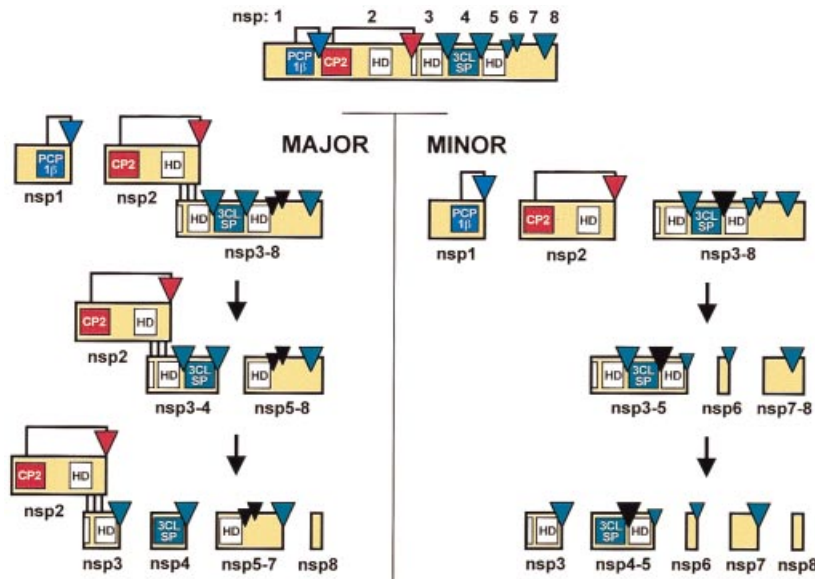 nsp: 1 2 3 4 5 6 7 8
PCP 1β CP2 HD HD 3CL SP HD
MAJOR MINOR
PCP 1β
nsp1
CP2 HD
nsp2
HD 3CL SP HD
nsp3-8
CP2 HD
nsp2
HD 3CL SP
nsp3-4
HD
nsp5-8
CP2 HD
nsp2
HD
nsp3
3CL SP
nsp4
HD
nsp5-7
nsp8
PCP 1β
nsp1
CP2 HD
nsp2
HD 3CL SP HD
nsp3-8
HD 3CL SP HD
nsp3-5
nsp6
nsp7-8
HD
nsp3
3CL SP HD
nsp4-5
nsp6
nsp7
nsp8